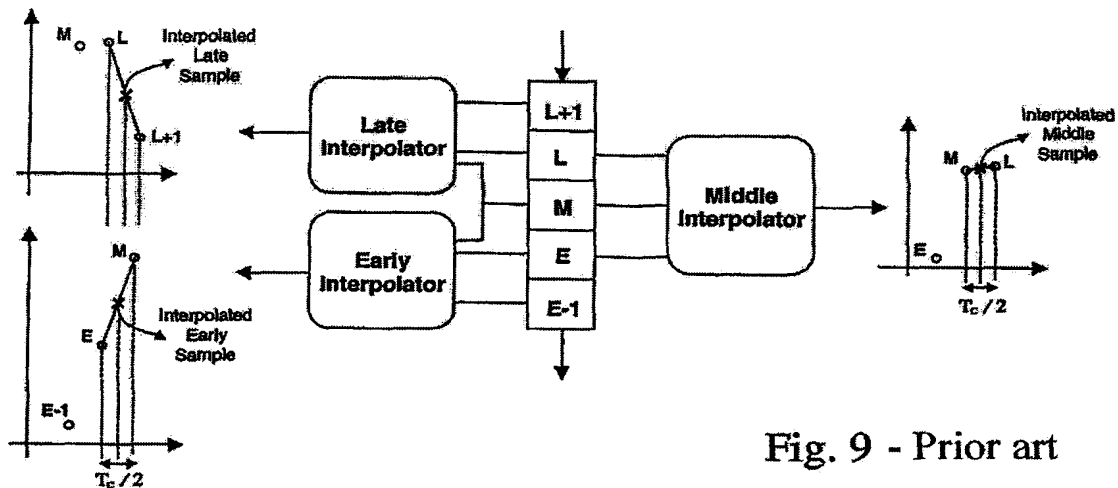 M
L
Interpolated
Late
Sample
L+1
Late
Interpolator
L+1
L
M
E
E-1
Middle
Interpolator
Interpolated
Middle
Sample
M
L
E
Tc/2
M
E
E-1
Interpolated
Early
Sample
Tc/2
Early
Interpolator
Fig. 9 - Prior art